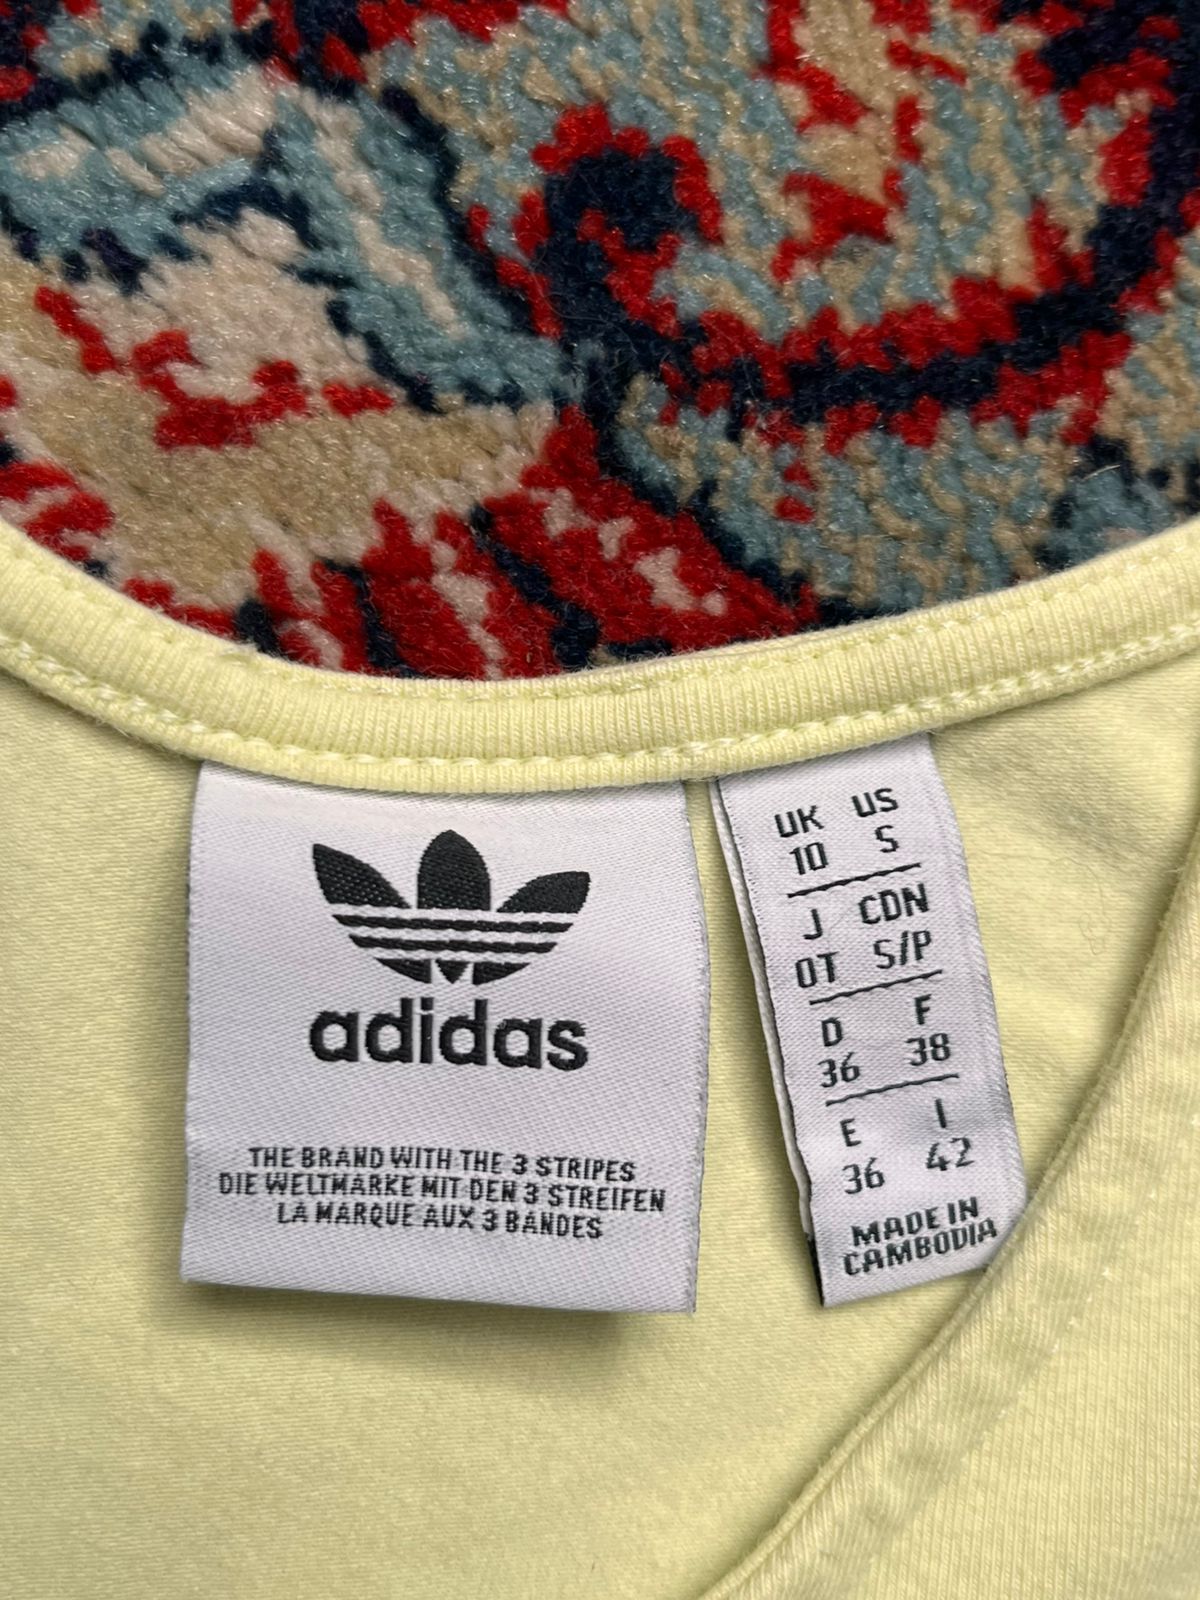 adidas
THE BRAND WITH THE 3 STRIPES
DIE WELTMARKE MIT DEN 3 STREIFEN
LA MARQUE AUX 3 BANDES
UK US
10 S
J CDN
OT S/P
D F
36 38
E I
36 42
MADE IN
CAMBODIA